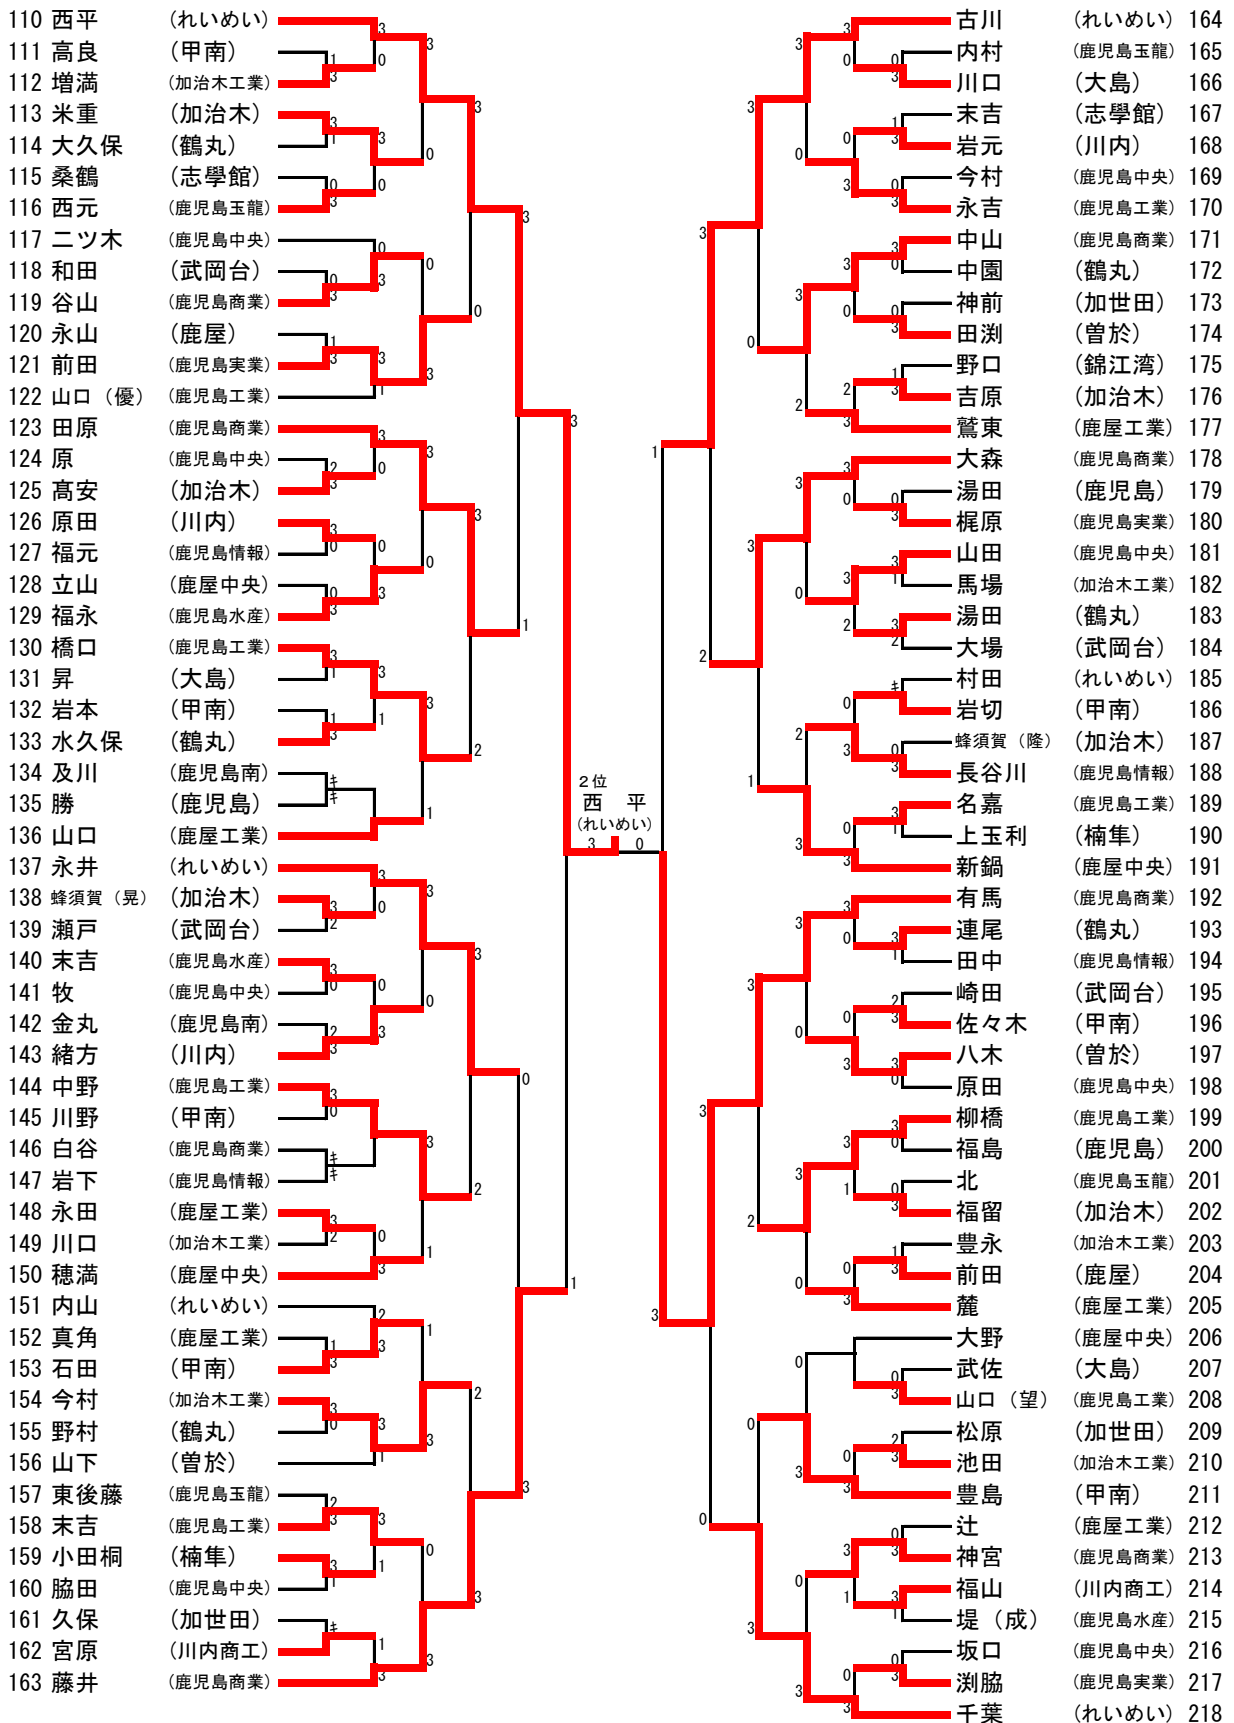 110 西平 (れいめい)
111 高良 (甲南)
112 増満 (加治木工業)
113 米重 (加治木)
114 大久保 (鶴丸)
115 桑鶴 (志學館)
116 西元 (鹿児島玉龍)
117 二ツ木 (鹿児島中央)
118 和田 (武岡台)
119 谷山 (鹿児島商業)
120 永山 (鹿屋)
121 前田 (鹿児島実業)
122 山口（優） (鹿児島工業)
123 田原 (鹿児島商業)
124 原 (鹿児島中央)
125 髙安 (加治木)
126 原田 (川内)
127 福元 (鹿児島情報)
128 立山 (鹿屋中央)
129 福永 (鹿児島水産)
130 橋口 (鹿児島工業)
131 昇 (大島)
132 岩本 (甲南)
133 水久保 (鶴丸)
134 及川 (鹿児島南)
135 勝 (鹿児島)
136 山口 (鹿屋工業)
137 永井 (れいめい)
138 蜂須賀（晃） (加治木)
139 瀬戸 (武岡台)
140 末吉 (鹿児島水産)
141 牧 (鹿児島中央)
142 金丸 (鹿児島南)
143 緒方 (川内)
144 中野 (鹿児島工業)
145 川野 (甲南)
146 白谷 (鹿児島商業)
147 岩下 (鹿児島情報)
148 永田 (鹿屋工業)
149 川口 (加治木工業)
150 穂満 (鹿屋中央)
151 内山 (れいめい)
152 真角 (鹿屋工業)
153 石田 (甲南)
154 今村 (加治木工業)
155 野村 (鶴丸)
156 山下 (曽於)
157 東後藤 (鹿児島玉龍)
158 末吉 (鹿児島工業)
159 小田桐 (楠隼)
160 脇田 (鹿児島中央)
161 久保 (加世田)
162 宮原 (川内商工)
163 藤井 (鹿児島商業)
2位
西 平
(れいめい)
3 0
古川 (れいめい) 164
内村 (鹿児島玉龍) 165
川口 (大島) 166
末吉 (志學館) 167
岩元 (川内) 168
今村 (鹿児島中央) 169
永吉 (鹿児島工業) 170
中山 (鹿児島商業) 171
中園 (鶴丸) 172
神前 (加世田) 173
田渕 (曽於) 174
野口 (錦江湾) 175
吉原 (加治木) 176
鷲東 (鹿屋工業) 177
大森 (鹿児島商業) 178
湯田 (鹿児島) 179
梶原 (鹿児島実業) 180
山田 (鹿児島中央) 181
馬場 (加治木工業) 182
湯田 (鶴丸) 183
大場 (武岡台) 184
村田 (れいめい) 185
岩切 (甲南) 186
蜂須賀（隆） (加治木) 187
長谷川 (鹿児島情報) 188
名嘉 (鹿児島工業) 189
上玉利 (楠隼) 190
新鍋 (鹿屋中央) 191
有馬 (鹿児島商業) 192
連尾 (鶴丸) 193
田中 (鹿児島情報) 194
崎田 (武岡台) 195
佐々木 (甲南) 196
八木 (曽於) 197
原田 (鹿児島中央) 198
柳橋 (鹿児島工業) 199
福島 (鹿児島) 200
北 (鹿児島玉龍) 201
福留 (加治木) 202
豊永 (加治木工業) 203
前田 (鹿屋) 204
麓 (鹿屋工業) 205
大野 (鹿屋中央) 206
武佐 (大島) 207
山口（望） (鹿児島工業) 208
松原 (加世田) 209
池田 (加治木工業) 210
豊島 (甲南) 211
辻 (鹿屋工業) 212
神宮 (鹿児島商業) 213
福山 (川内商工) 214
堤（成） (鹿児島水産) 215
坂口 (鹿児島中央) 216
渕脇 (鹿児島実業) 217
千葉 (れいめい) 218